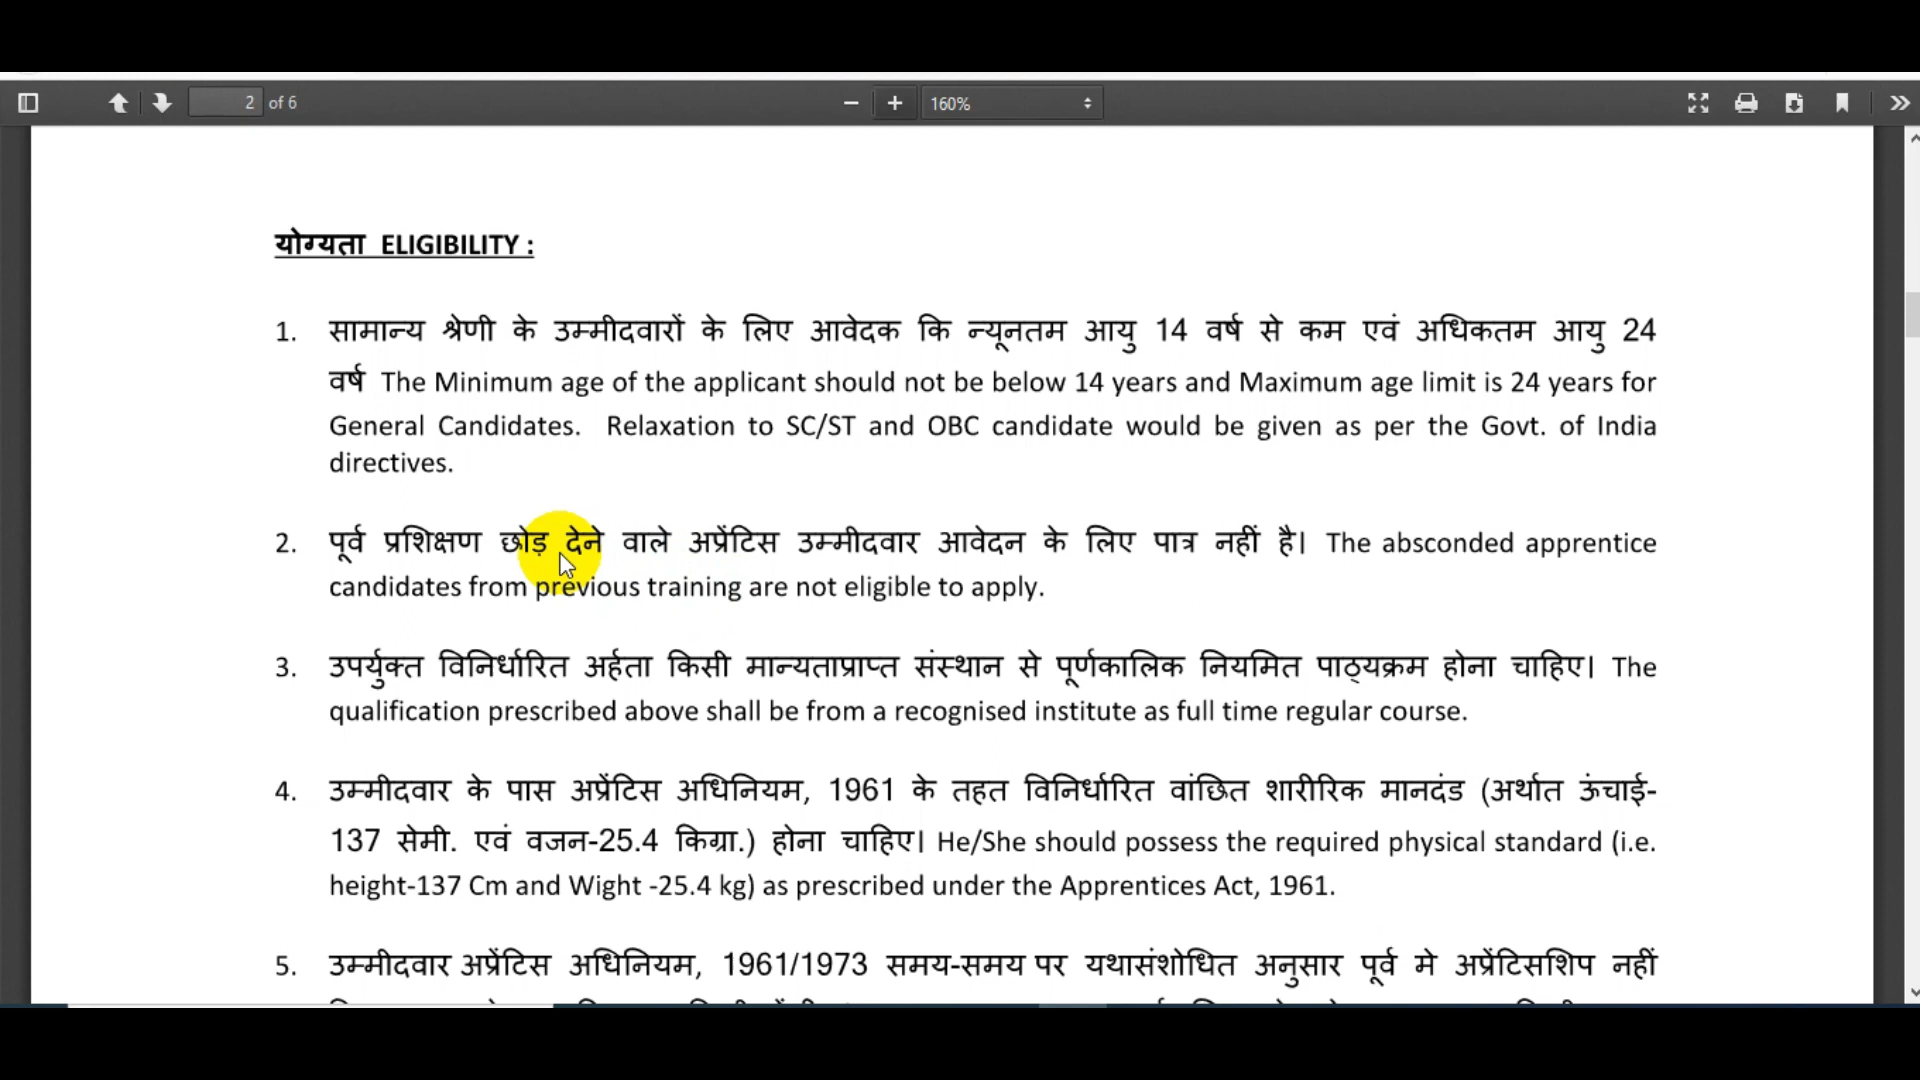 2 of 6
160%
योग्यता ELIGIBILITY :
1. सामान्य श्रेणी के उम्मीदवारों के लिए आवेदक कि न्यूनतम आयु 14 वर्ष से कम एवं अधिकतम आयु 24
वर्ष The Minimum age of the applicant should not be below 14 years and Maximum age limit is 24 years for
General Candidates. Relaxation to SC/ST and OBC candidate would be given as per the Govt. of India
directives.
2. पूर्व प्रशिक्षण छोड़ देने वाले अप्रेंटिस उम्मीदवार आवेदन के लिए पात्र नहीं है। The absconded apprentice
candidates from previous training are not eligible to apply.
3. उपर्युक्त विनिर्धारित अर्हता किसी मान्यताप्राप्त संस्थान से पूर्णकालिक नियमित पाठ्यक्रम होना चाहिए। The
qualification prescribed above shall be from a recognised institute as full time regular course.
4. उम्मीदवार के पास अप्रेंटिस अधिनियम, 1961 के तहत विनिर्धारित वांछित शारीरिक मानदंड (अर्थात ऊंचाई-
137 सेमी. एवं वजन-25.4 किग्रा.) होना चाहिए। He/She should possess the required physical standard (i.e.
height-137 Cm and Wight -25.4 kg) as prescribed under the Apprentices Act, 1961.
5. उम्मीदवार अप्रेंटिस अधिनियम, 1961/1973 समय-समय पर यथासंशोधित अनुसार पूर्व मे अप्रेंटिसशिप नहीं